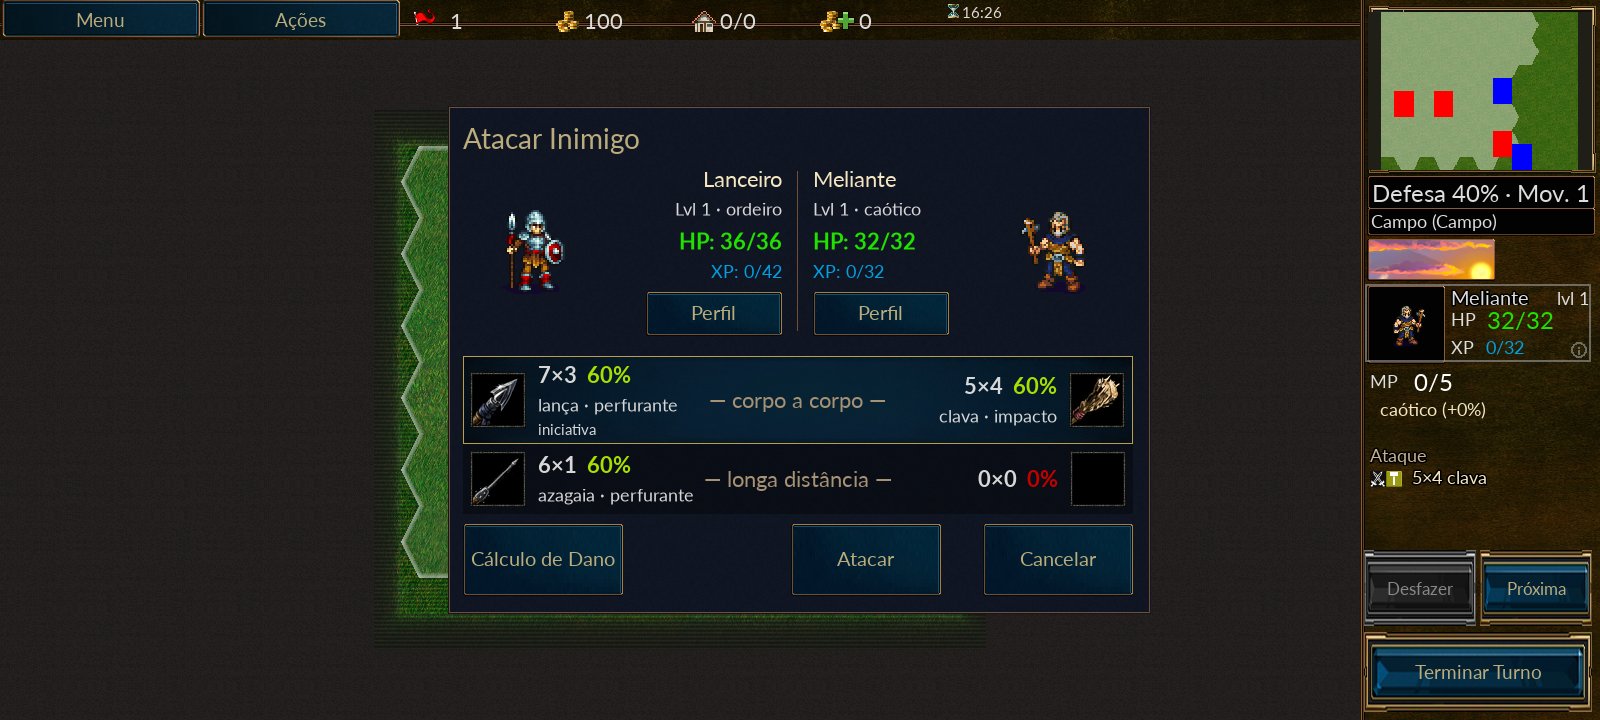 Menu
Ações
1
100
0/0
0
16:26
Atacar Inimigo
Lanceiro
Lvl 1 · ordeiro
HP: 36/36
XP: 0/42
Perfil
Meliante
Lvl 1 · caótico
HP: 32/32
XP: 0/32
Perfil
7×3 60%
lança · perfurante
iniciativa
— corpo a corpo —
5×4 60%
clava · impacto
6×1 60%
azagaia · perfurante
— longa distância —
0×0 0%
Cálculo de Dano
Atacar
Cancelar
Defesa 40% · Mov. 1
Campo (Campo)
Meliante lvl 1
HP 32/32
XP 0/32
MP 0/5
caótico (+0%)
Ataque
T 5×4 clava
Desfazer
Próxima
Terminar Turno